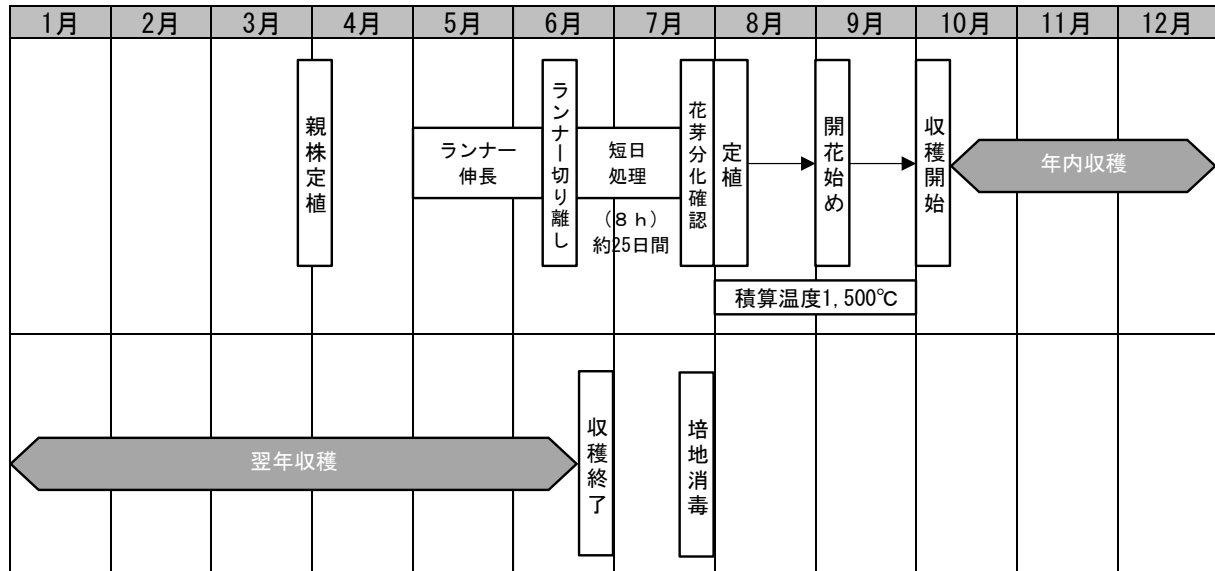 1月
2月
3月
4月
5月
6月
7月
8月
9月
10月
11月
12月
親株定植
ランナー
伸長
ランナー切り離し
短日
処理
(8h)
約25日間
花芽分化確認
定植
開花始め
収穫開始
年内収穫
積算温度1,500℃
翌年収穫
収穫終了
培地消毒